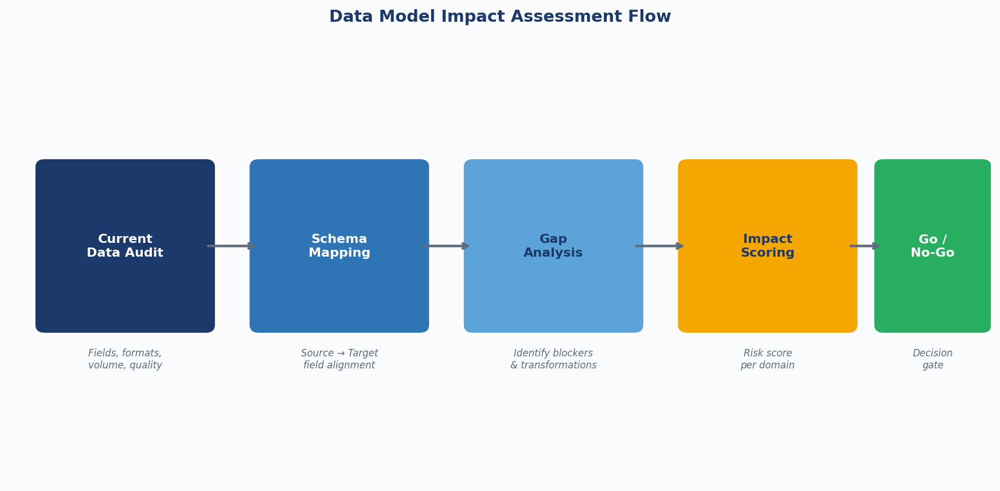 Data Model Impact Assessment Flow
Current
Data Audit
Fields, formats,
volume, quality
Schema
Mapping
Source → Target
field alignment
Gap
Analysis
Identify blockers
& transformations
Impact
Scoring
Risk score
per domain
Go /
No-Go
Decision
gate